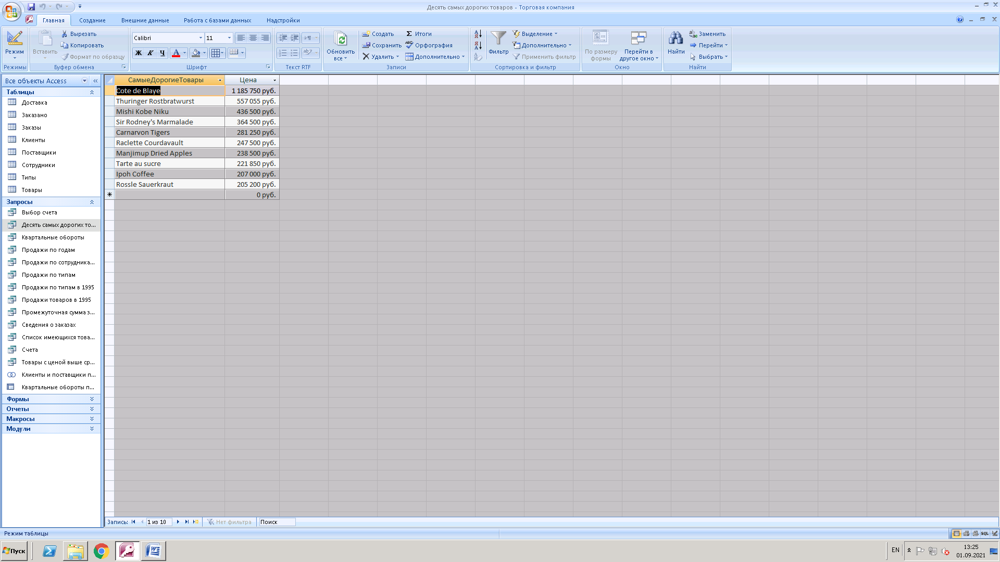 Десять самых дорогих товаров - Торговая компания
Главная Создание Внешние данные Работа с базами данных Надстройки
Режим
Режимы
Вставить
Вырезать
Копировать
Формат по образцу
Буфер обмена
Calibri 11
Ж К Ч А
Шрифт
Текст RTF
Обновить все
Создать
Сохранить
Удалить
Итоги
Орфография
Дополнительно
Записи
Фильтр
Выделение
Дополнительно
Применить фильтр
Сортировка и фильтр
По размеру формы
Перейти в другое окно
Окно
Найти
Заменить
Перейти
Выбрать
Найти
Все объекты Access
Таблицы
Доставка
Заказано
Заказы
Клиенты
Поставщики
Сотрудники
Типы
Товары
Запросы
Выбор счета
Десять самых дорогих то...
Квартальные обороты
Продажи по годам
Продажи по сотрудника...
Продажи по типам
Продажи по типам в 1995
Продажи товаров в 1995
Промежуточная сумма з...
Сведения о заказах
Список имеющихся това...
Счета
Товары с ценой выше ср...
Клиенты и поставщики п...
Квартальные обороты п...
Формы
Отчеты
Макросы
Модули
СамыеДорогиеТовары Цена
Cote de Blaye 1 185 750 руб.
Thuringer Rostbratwurst 557 055 руб.
Mishi Kobe Niku 436 500 руб.
Sir Rodney's Marmalade 364 500 руб.
Carnarvon Tigers 281 250 руб.
Raclette Courdavault 247 500 руб.
Manjimup Dried Apples 238 500 руб.
Tarte au sucre 221 850 руб.
Ipoh Coffee 207 000 руб.
Rossle Sauerkraut 205 200 руб.
0 руб.
Запись: 1 из 10 Нет фильтра Поиск
Режим таблицы SQL
Пуск EN 13:25
01.09.2021